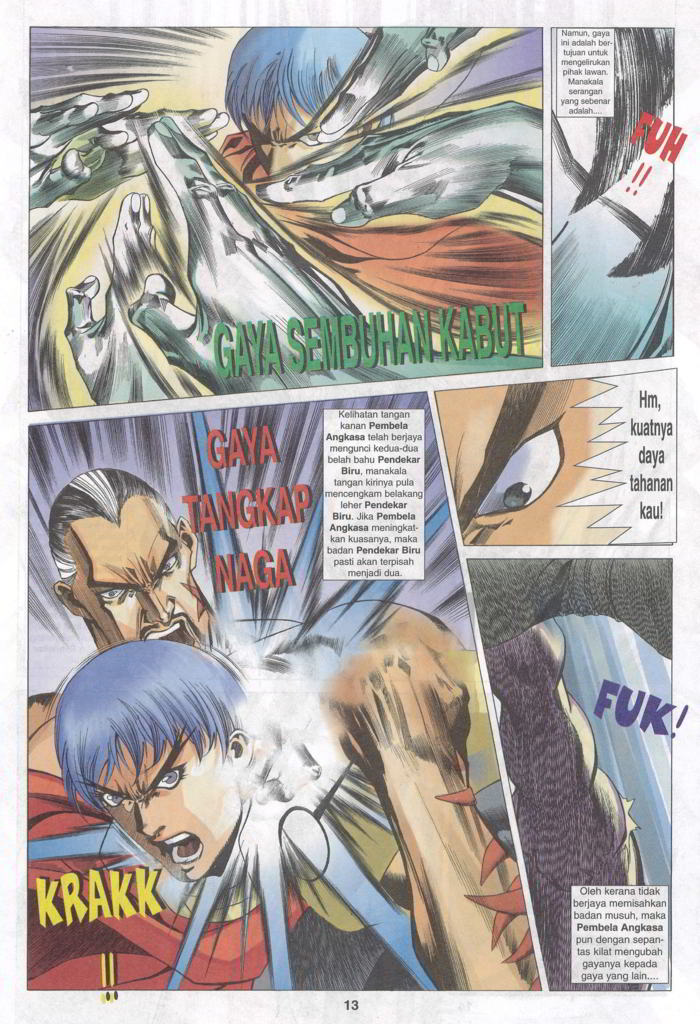 GAYA SEMBUHAN KABUT
Namun, gaya
ini adalah ber-
tujuan untuk
mengelirukan
pihak lawan.
Manakala
serangan
yang sebenar
adalah....
FUH
!!
GAYA
TANGKAP
NAGA
Kelihatan tangan
kanan Pembela
Angkasa telah berjaya
mengunci kedua-dua
belah bahu Pendekar
Biru, manakala
tangan kirinya pula
mencengkam belakang
leher Pendekar
Biru. Jika Pembela
Angkasa meningkat-
kan kuasanya, maka
badan Pendekar Biru
pasti akan terpisah
menjadi dua.
KRAKK
!!
Hm,
kuatnya
daya
tahanan
kau!
FUK!
Oleh kerana tidak
berjaya memisahkan
badan musuh, maka
Pembela Angkasa
pun dengan sepan-
tas kilat mengubah
gayanya kepada
gaya yang lain....
13